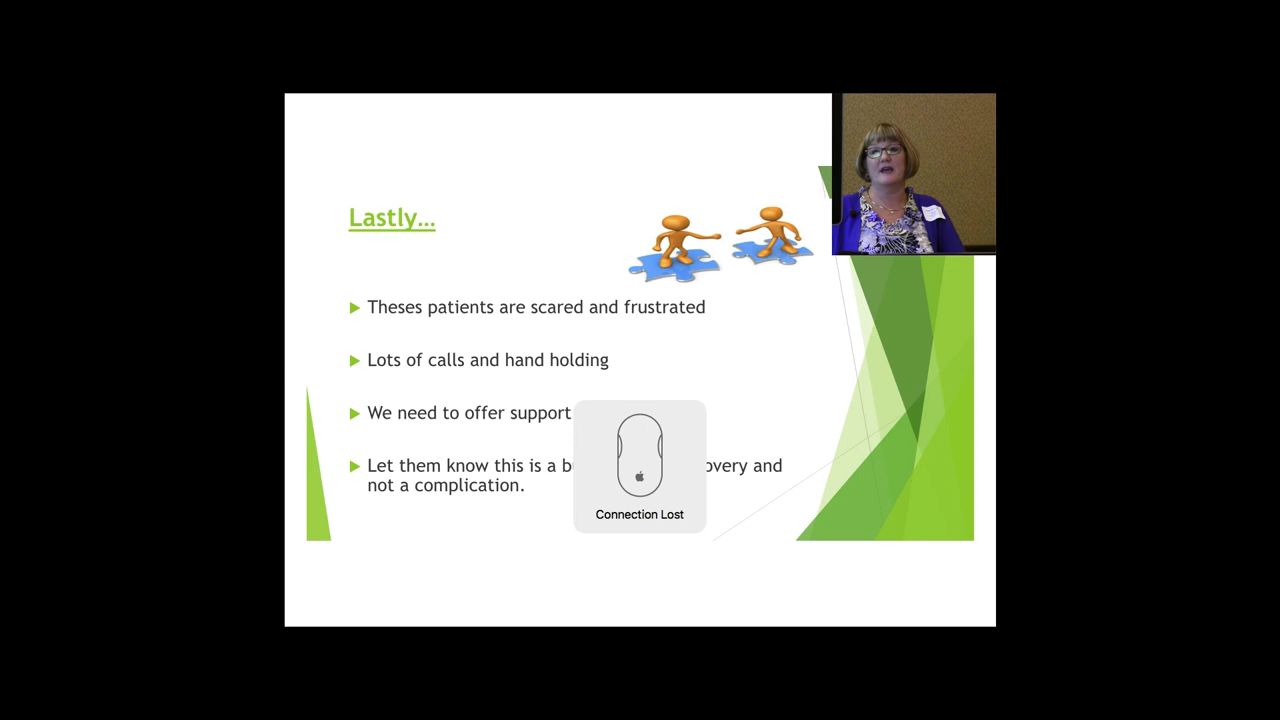 Lastly...
Theses patients are scared and frustrated
Lots of calls and hand holding
We need to offer support
Let them know this is a b overy and
not a complication.
Connection Lost